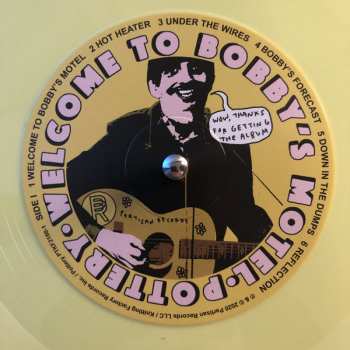 SIDE I 1 WELCOME TO BOBBY'S MOTEL 2 HOT HEATER 3 UNDER THE WIRES 4 BOBBY'S FORECAST 5 DOWN IN THE DUMPS 6 REFLECTION
WELCOME TO BOBBY'S MOTEL • POTTERY •
WOW, THANKS
FOR GETTING
THE ALBUM
PARTISAN RECORDS
℗ & © 2020 Partisan Records LLC / Knitting Factory Records Inc. / Pottery